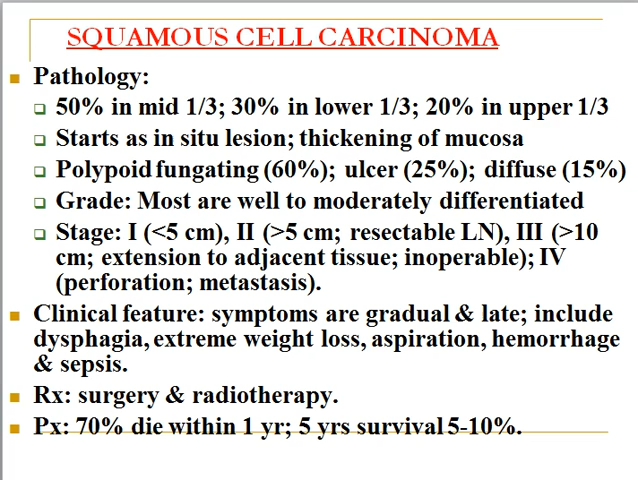 SQUAMOUS CELL CARCINOMA
Pathology:
50% in mid 1/3; 30% in lower 1/3; 20% in upper 1/3
Starts as in situ lesion; thickening of mucosa
Polypoid fungating (60%); ulcer (25%); diffuse (15%)
Grade: Most are well to moderately differentiated
Stage: I (<5 cm), II (>5 cm; resectable LN), III (>10
cm; extension to adjacent tissue; inoperable); IV
(perforation; metastasis).
Clinical feature: symptoms are gradual & late; include
dysphagia, extreme weight loss, aspiration, hemorrhage
& sepsis.
Rx: surgery & radiotherapy.
Px: 70% die within 1 yr; 5 yrs survival 5-10%.